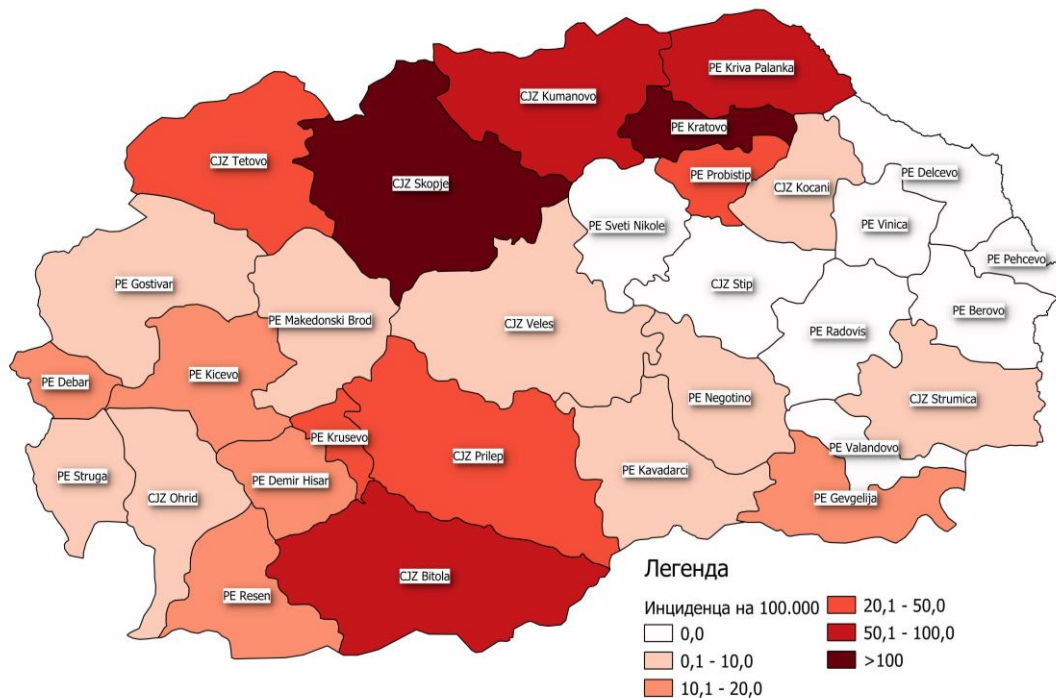 PE Kriva Palanka
CJZ Kumanovo
PE Kratovo
CJZ Tetovo
PE Probistip
PE Delcevo
CJZ Skopje
CJZ Kocani
PE Sveti Nikole
PE Vinica
PE Pehcevo
PE Gostivar
CJZ Stip
PE Berovo
PE Makedonski Brod
CJZ Veles
PE Radovis
PE Debar
PE Kicevo
PE Negotino
CJZ Strumica
PE Krusevo
PE Valandovo
CJZ Prilep
PE Struga
CJZ Ohrid
PE Demir Hisar
PE Kavadarci
PE Gevgelija
CJZ Bitola
PE Resen
Легенда
Инциденца на 100.000
0,0
0,1 - 10,0
10,1 - 20,0
20,1 - 50,0
50,1 - 100,0
>100